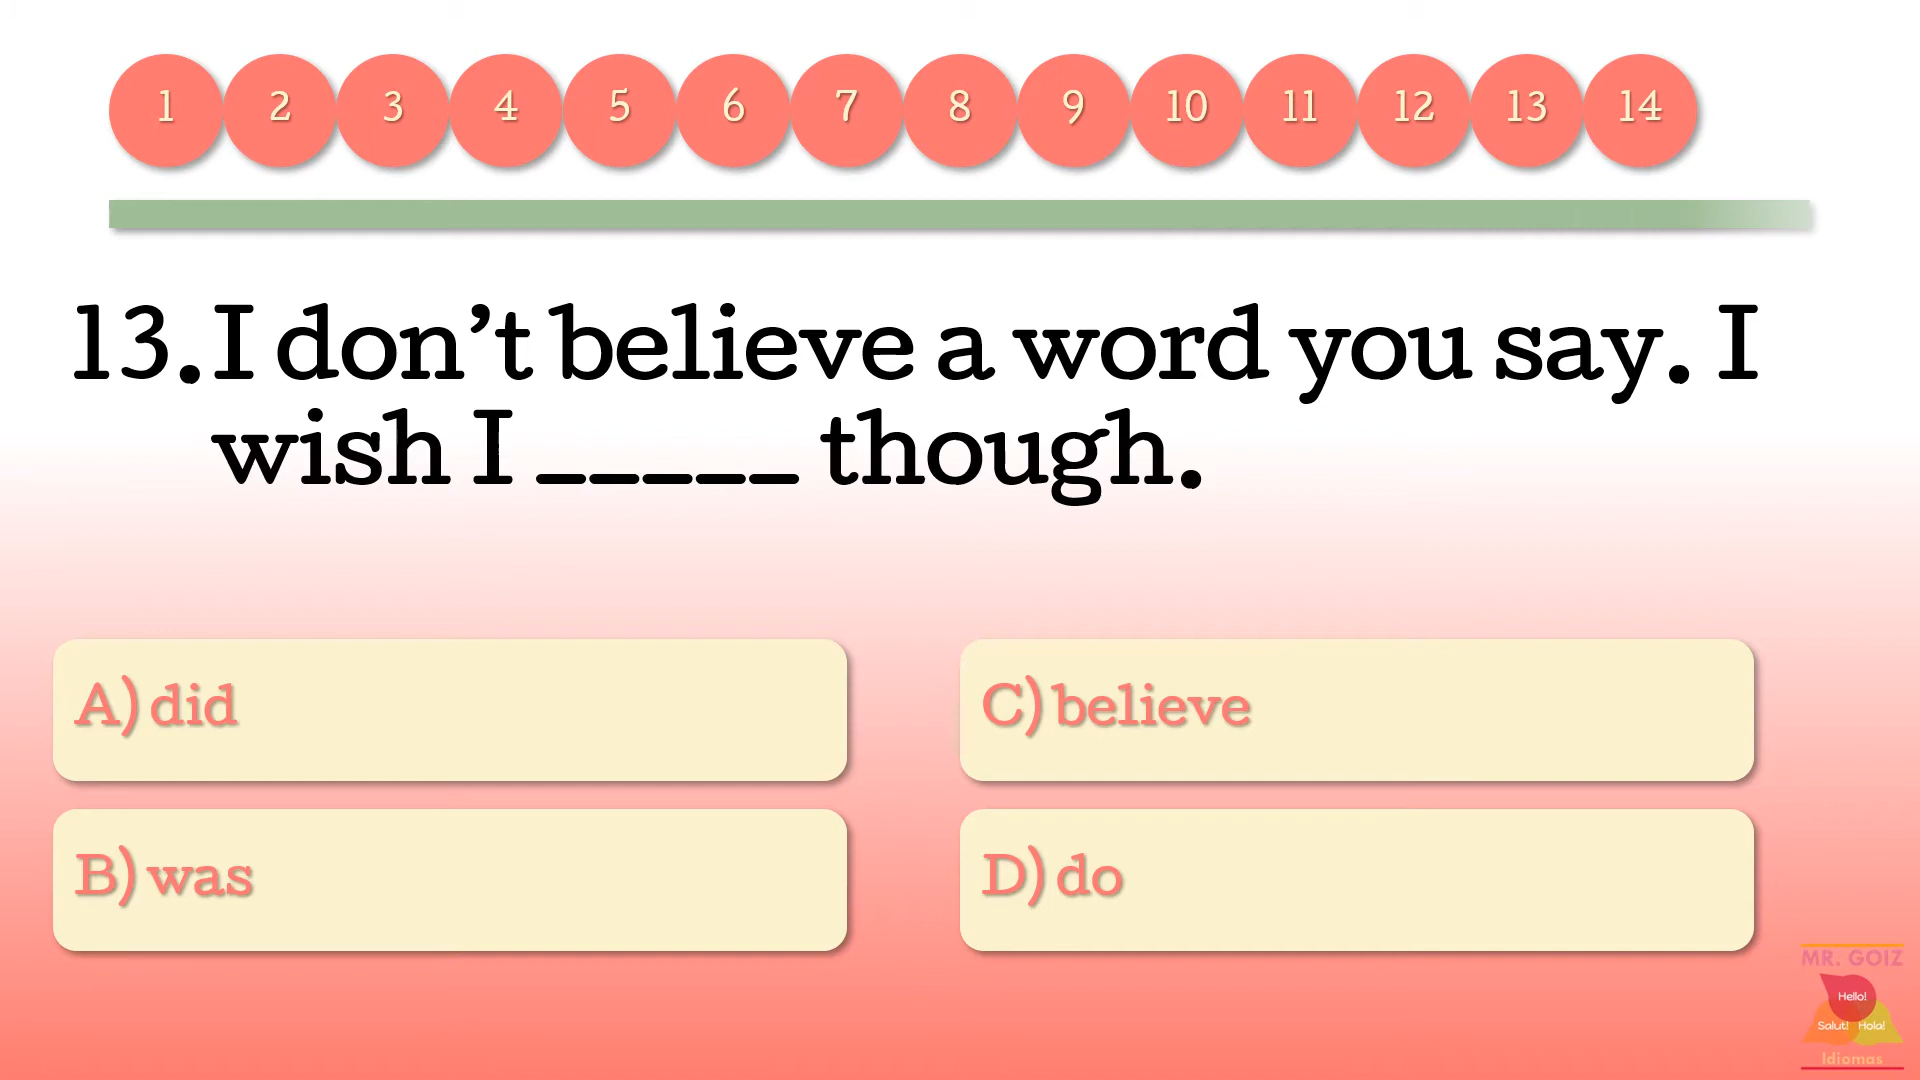 1 2 3 4 5 6 7 8 9 10 11 12 13 14
13. I don’t believe a word you say. I
wish I _____ though.
A) did
C) believe
B) was
D) do
MR. GOIZ
Hello!
Salut! Hola!
Idiomas